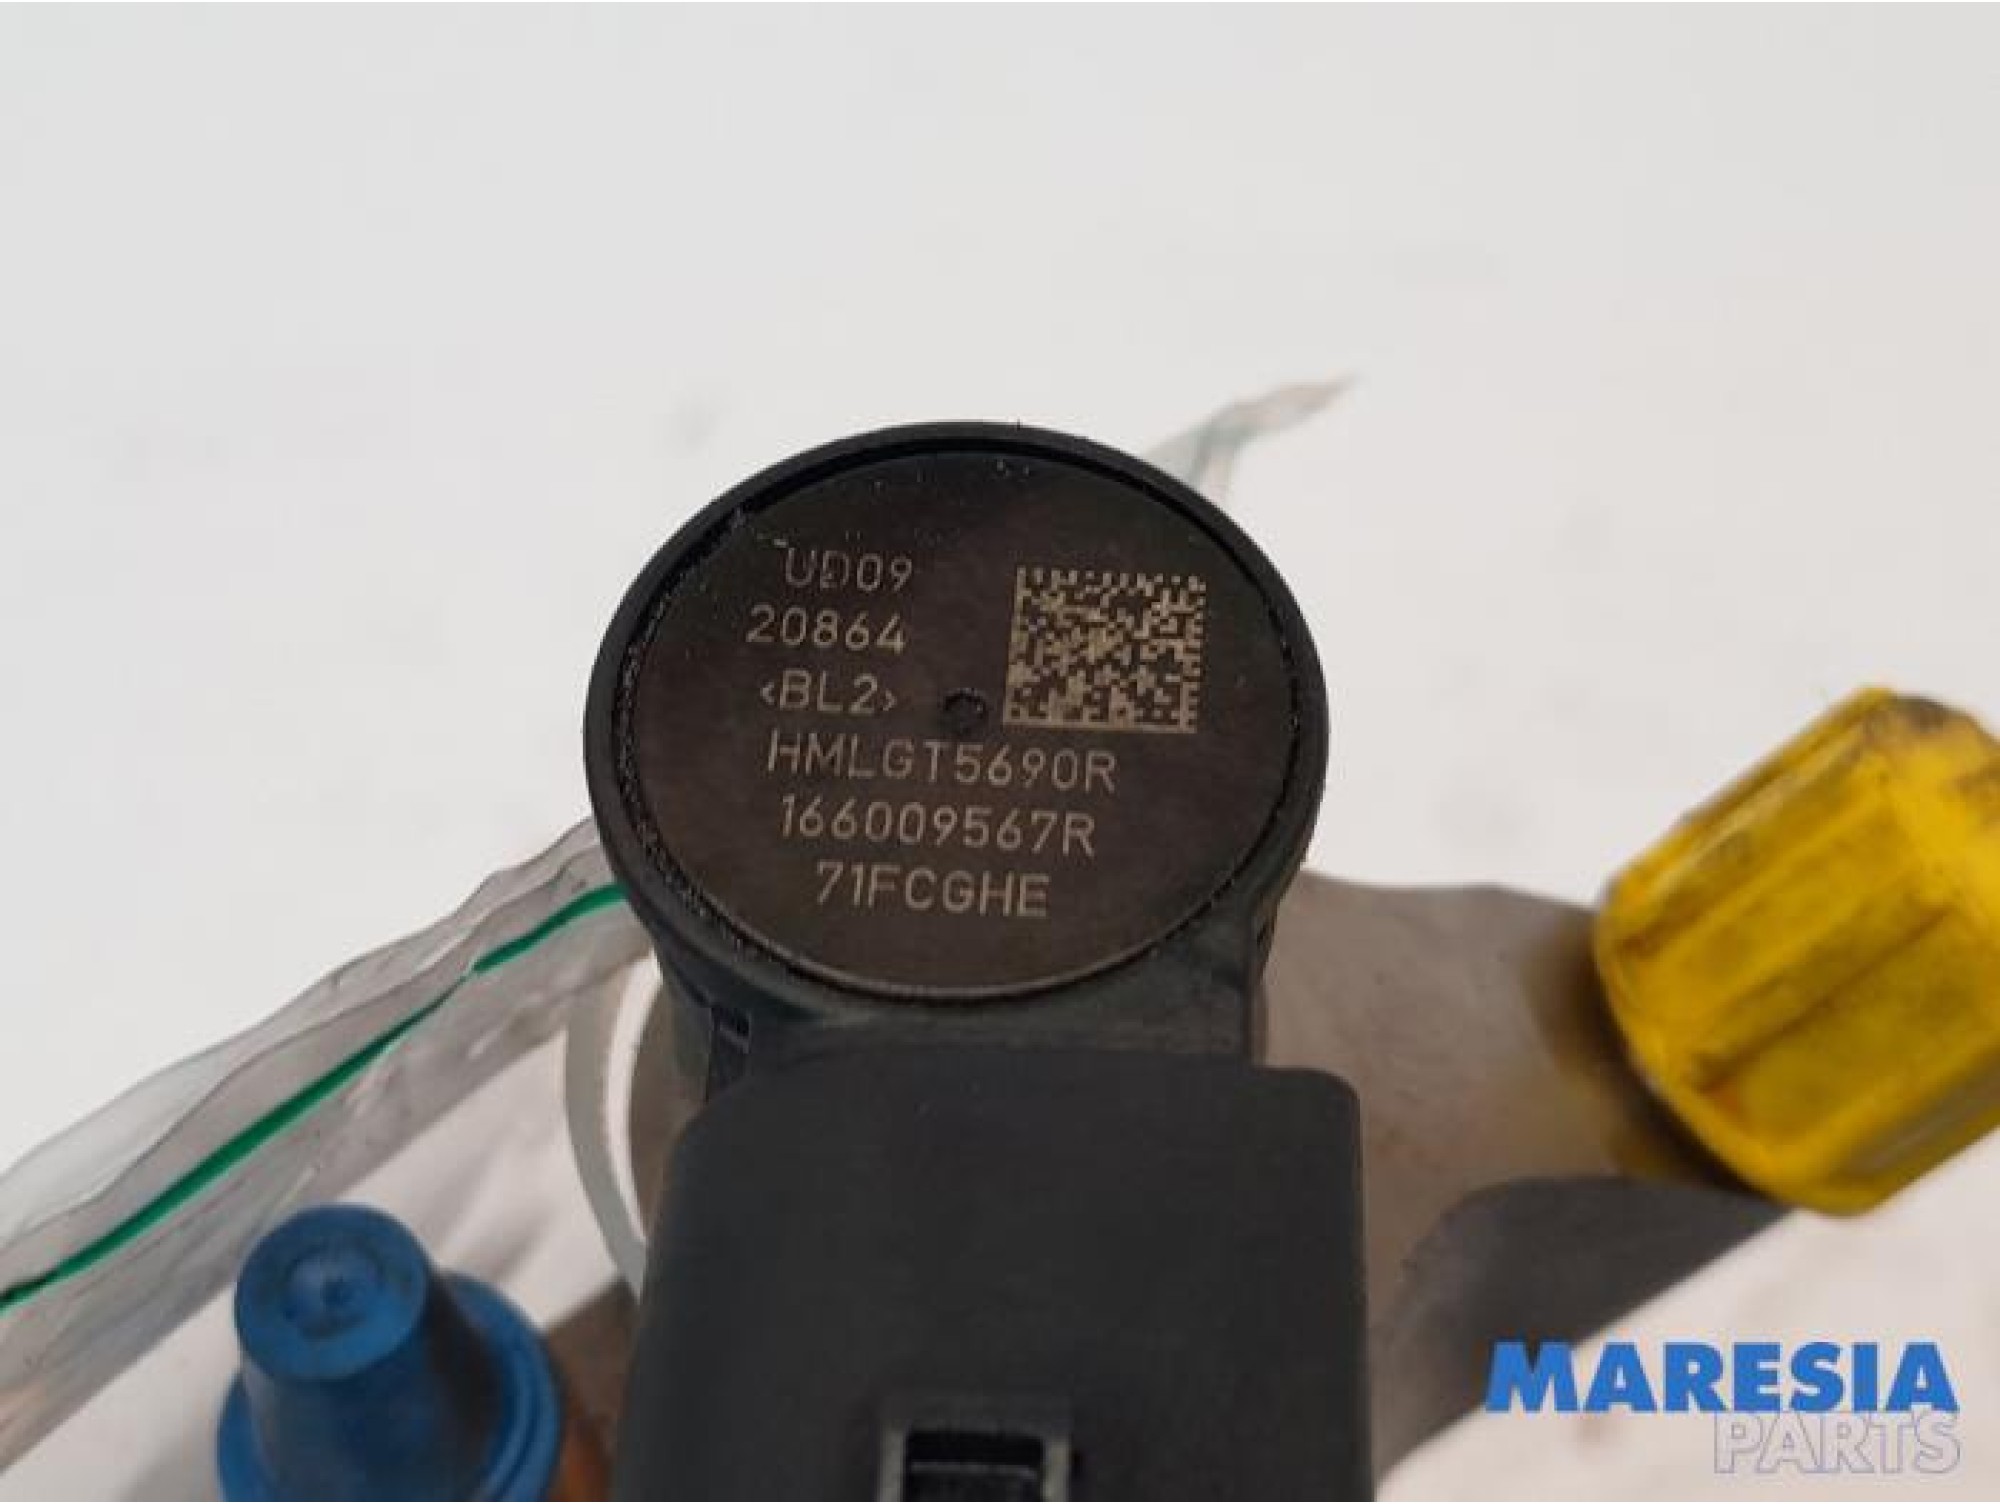 UD09
20864
<BL2>
HMLGT5690R
166009567R
71FCGHE
MARESIA
PARTS